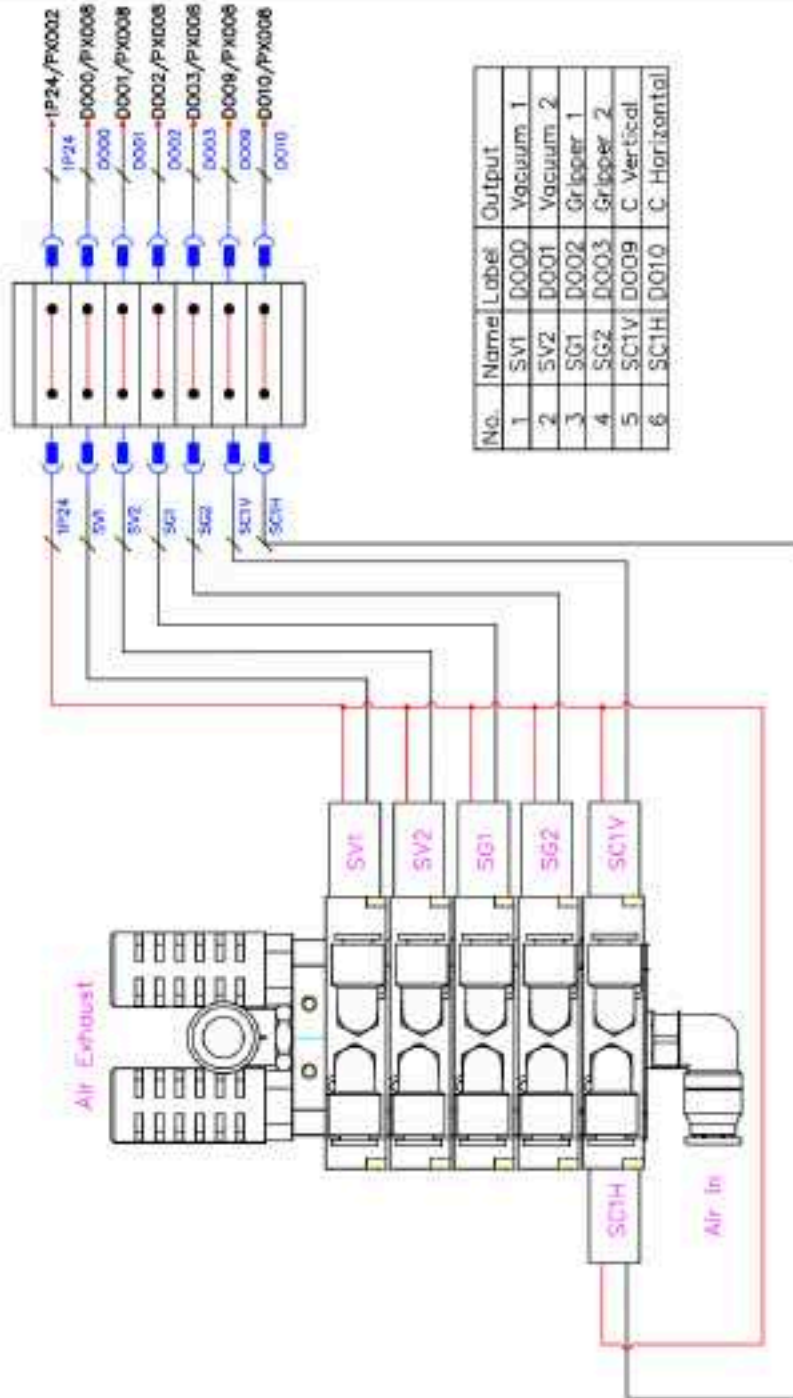 1P24/PX002
DO00/PX008
DO01/PX008
DO02/PX008
DO03/PX008
DO09/PX008
DO10/PX008
1P24
DO00
DO01
DO02
DO03
DO09
DO10
1P24
SV1
SV2
SG1
SG2
SC1V
SC1H
No. Name Label Output
1 SV1 DO00 Vacuum 1
2 SV2 DO01 Vacuum 2
3 SG1 DO02 Gripper 1
4 SG2 DO03 Gripper 2
5 SC1V DO09 C Vertical
6 SC1H DO10 C Horizontal
SV1
SV2
SG1
SG2
SC1V
Air Exhaust
SC1H
Air In